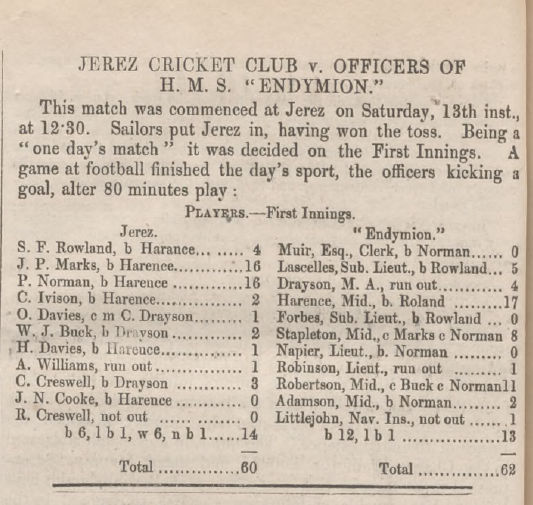 JEREZ CRICKET CLUB v. OFFICERS OF
H. M. S. "ENDYMION."
This match was commenced at Jerez on Saturday, 13th inst.,
at 12·30. Sailors put Jerez in, having won the toss. Being a
"one day's match" it was decided on the First Innings. A
game at football finished the day's sport, the officers kicking a
goal, alter 80 minutes play :
PLAYERS.—First Innings.
Jerez.
S. F. Rowland, b Harance... ...... 4
J. P. Marks, b Harence............16
P. Norman, b Harence ............16
C. Ivison, b Harence............... 2
O. Davies, c m C. Drayson......... 1
W. J. Buck, b Drayson ............ 2
H. Davies, b Harence............... 1
A. Williams, run out............... 1
C. Creswell, b Drayson ............ 3
J. N. Cooke, b Harence ............ 0
R. Creswell, not out ............... 0
b 6, l b 1, w 6, n b 1......14
Total ...............60
"Endymion."
Muir, Esq., Clerk, b Norman...... 0
Lascelles, Sub. Lieut., b Rowland... 5
Drayson, M. A., run out............ 4
Harence, Mid., b. Roland .........17
Forbes, Sub. Lieut., b Rowland ... 0
Stapleton, Mid., c Marks c Norman 8
Napier, Lieut., b. Norman ......... 0
Robinson, Lieut., run out ......... 1
Robertson, Mid., c Buck c Norman11
Adamson, Mid., b Norman......... 2
Littlejohn, Nav. Ins., not out ...... 1
b 12, l b 1 ..................13
Total ...............62